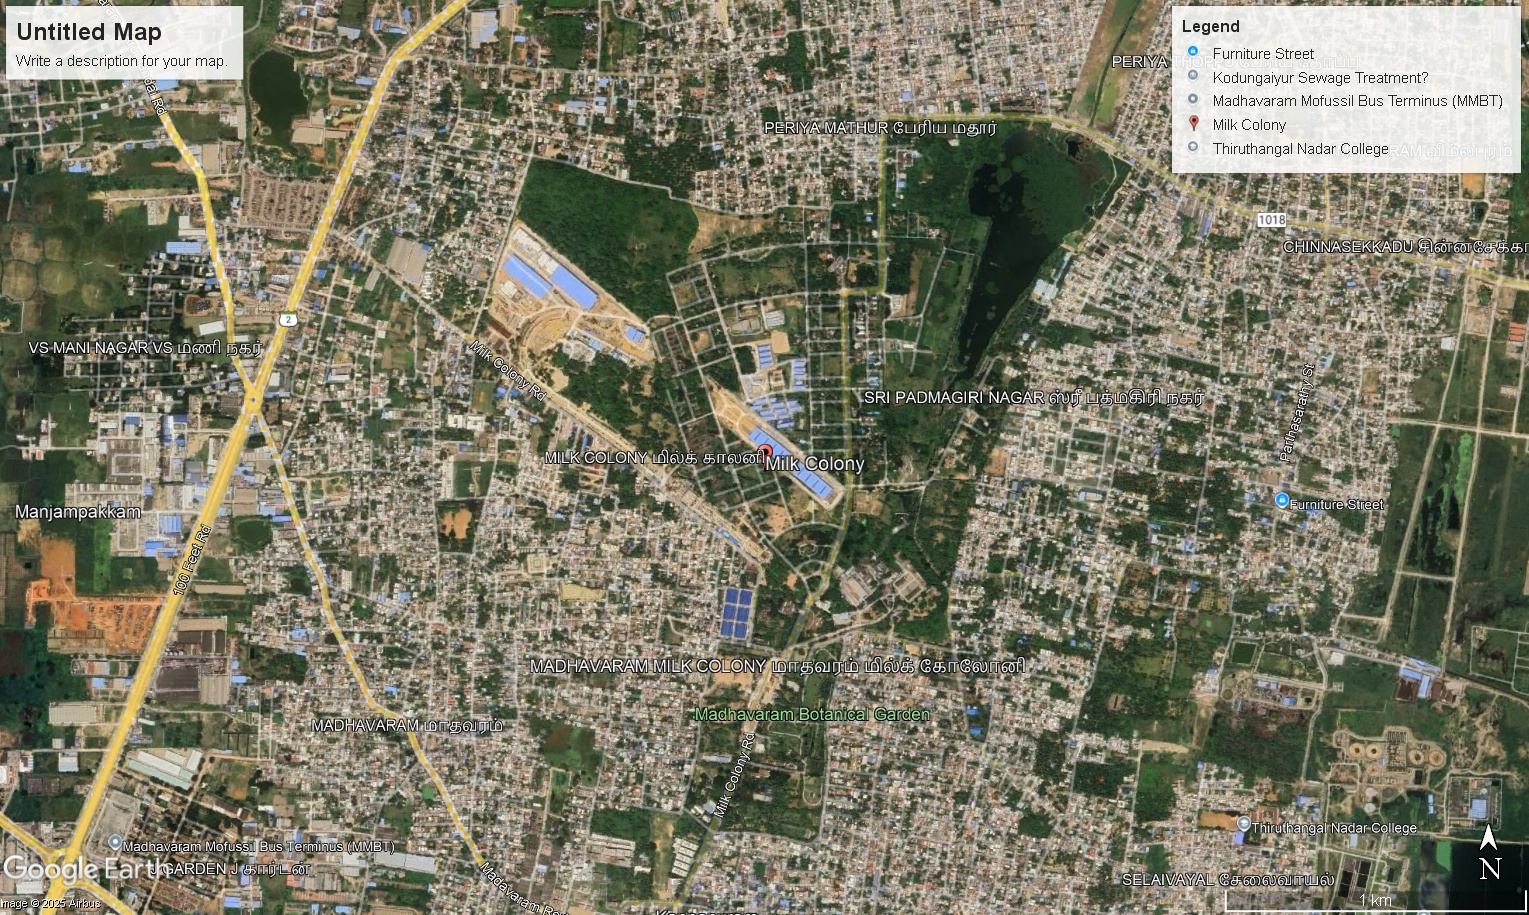 Untitled Map
Write a description for your map.
Legend
Furniture Street
Kodungaiyur Sewage Treatment?
Madhavaram Mofussil Bus Terminus (MMBT)
Milk Colony
Thiruthangal Nadar College
PERIYA
PERIYA MATHUR பெரிய மதூர்
1018
CHINNASEKKADU
2
VS MANI NAGAR VS மணி நகர்
Milk Colony Rd
SRI PADMAGIRI NAGAR ஸ்ரீ பத்மகிரி நகர்
Parthasarathy St
MILK COLONY மில்க் காலனி
Milk Colony
Furniture Street
Manjampakkam
100 Feet Rd
MADHAVARAM MILK COLONY மாதவரம் மில்க் கோலோனி
Madhavaram Botanical Garden
MADHAVARAM மாதவரம்
Milk Colony Rd
Thiruthangal Nadar College
Madhavaram Mofussil Bus Terminus (MMBT)
Google Earth
J GARDEN J கார்டன்
SELAIVAYAL சேலைவாயல்
Madavaram Rd
N
1 km
mage © 2025 Airbus